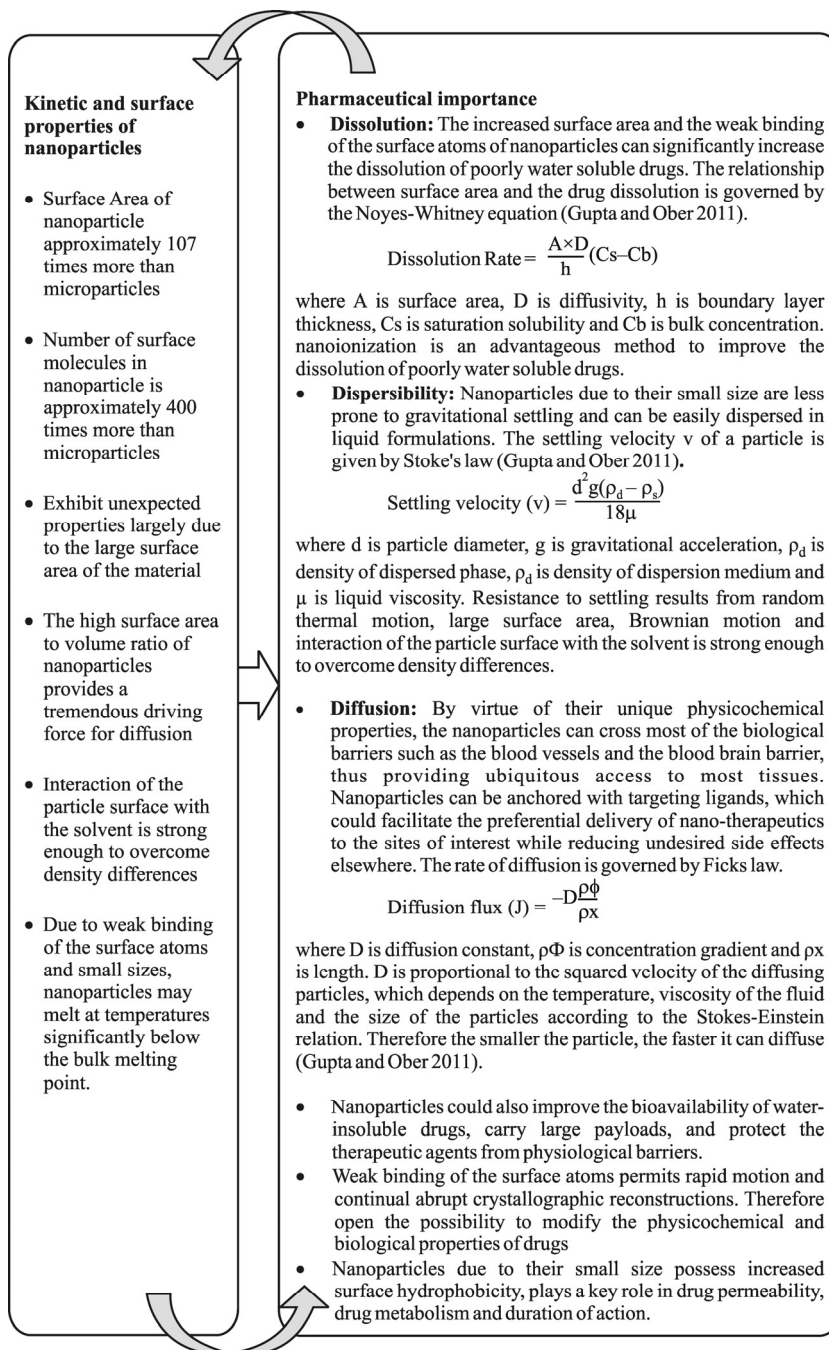 Kinetic and surface
properties of
nanoparticles
• Surface Area of
nanoparticle
approximately 107
times more than
microparticles
• Number of surface
molecules in
nanoparticle is
approximately 400
times more than
microparticles
• Exhibit unexpected
properties largely due
to the large surface
area of the material
• The high surface area
to volume ratio of
nanoparticles
provides a
tremendous driving
force for diffusion
• Interaction of the
particle surface with
the solvent is strong
enough to overcome
density differences
• Due to weak binding
of the surface atoms
and small sizes,
nanoparticles may
melt at temperatures
significantly below
the bulk melting
point.
Pharmaceutical importance
• Dissolution: The increased surface area and the weak binding
of the surface atoms of nanoparticles can significantly increase
the dissolution of poorly water soluble drugs. The relationship
between surface area and the drug dissolution is governed by
the Noyes-Whitney equation (Gupta and Ober 2011).
Dissolution Rate = A×D/h (Cs–Cb)
where A is surface area, D is diffusivity, h is boundary layer
thickness, Cs is saturation solubility and Cb is bulk concentration.
nanoionization is an advantageous method to improve the
dissolution of poorly water soluble drugs.
• Dispersibility: Nanoparticles due to their small size are less
prone to gravitational settling and can be easily dispersed in
liquid formulations. The settling velocity v of a particle is
given by Stoke's law (Gupta and Ober 2011).
Settling velocity (v) = d²g(ρd – ρs)/18μ
where d is particle diameter, g is gravitational acceleration, ρd is
density of dispersed phase, ρd is density of dispersion medium and
μ is liquid viscosity. Resistance to settling results from random
thermal motion, large surface area, Brownian motion and
interaction of the particle surface with the solvent is strong enough
to overcome density differences.
• Diffusion: By virtue of their unique physicochemical
properties, the nanoparticles can cross most of the biological
barriers such as the blood vessels and the blood brain barrier,
thus providing ubiquitous access to most tissues.
Nanoparticles can be anchored with targeting ligands, which
could facilitate the preferential delivery of nano-therapeutics
to the sites of interest while reducing undesired side effects
elsewhere. The rate of diffusion is governed by Ficks law.
Diffusion flux (J) = –D ρϕ/ρx
where D is diffusion constant, ρΦ is concentration gradient and ρx
is length. D is proportional to the squared velocity of the diffusing
particles, which depends on the temperature, viscosity of the fluid
and the size of the particles according to the Stokes-Einstein
relation. Therefore the smaller the particle, the faster it can diffuse
(Gupta and Ober 2011).
• Nanoparticles could also improve the bioavailability of water-
insoluble drugs, carry large payloads, and protect the
therapeutic agents from physiological barriers.
• Weak binding of the surface atoms permits rapid motion and
continual abrupt crystallographic reconstructions. Therefore
open the possibility to modify the physicochemical and
biological properties of drugs
• Nanoparticles due to their small size possess increased
surface hydrophobicity, plays a key role in drug permeability,
drug metabolism and duration of action.